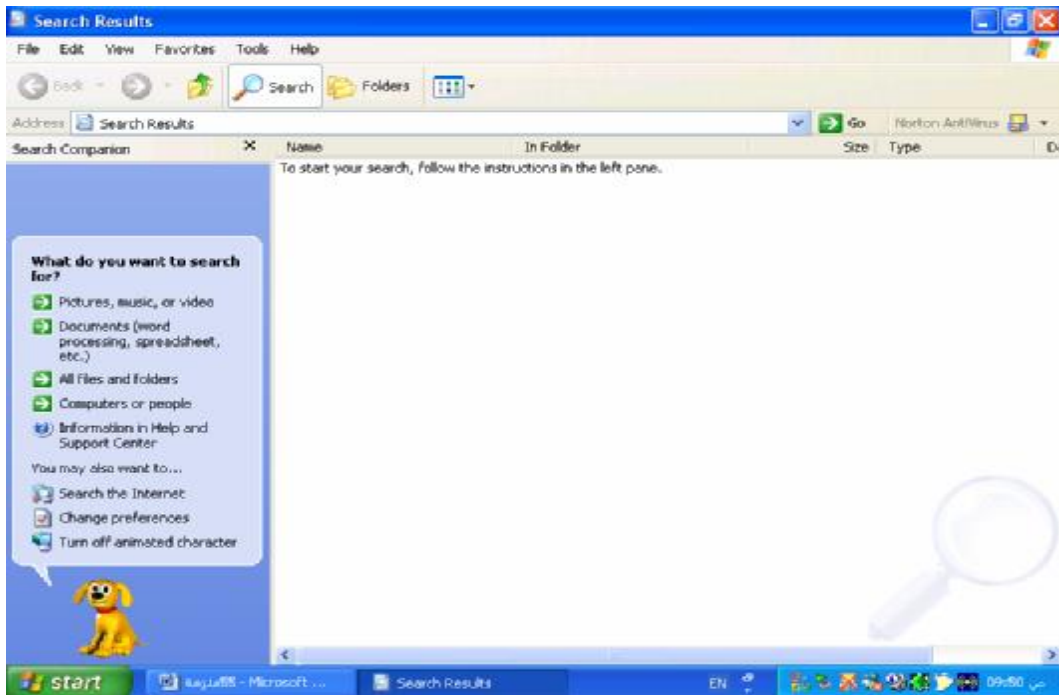 Search Results
File Edit View Favorites Tools Help
Back Search Folders
Address Search Results Go Norton AntiVirus
Search Companion Name In Folder Size Type
To start your search, follow the instructions in the left pane.
What do you want to search
for?
Pictures, music, or video
Documents (word
processing, spreadsheet,
etc.)
All files and folders
Computers or people
Information in Help and
Support Center
You may also want to...
Search the Internet
Change preferences
Turn off animated character
start - Microsoft ... Search Results EN 09:50 ص